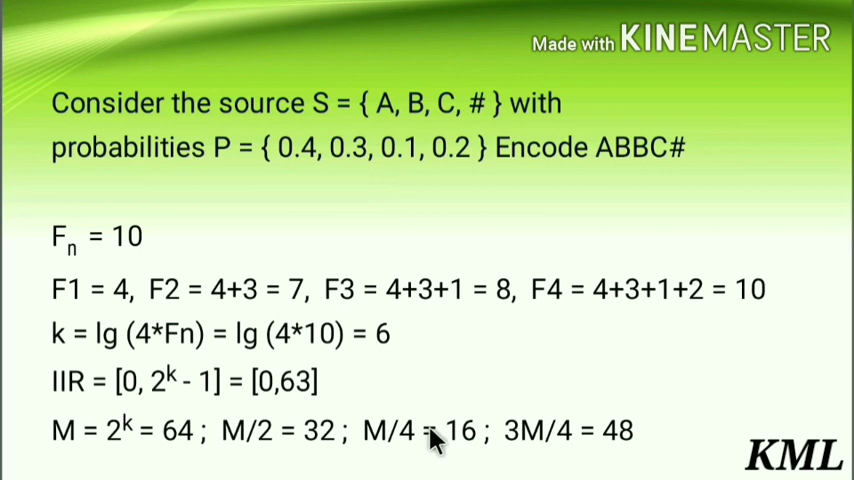 Made with KINEMASTER
Consider the source S = { A, B, C, # } with
probabilities P = { 0.4, 0.3, 0.1, 0.2 } Encode ABBC#
Fn = 10
F1 = 4, F2 = 4+3 = 7, F3 = 4+3+1 = 8, F4 = 4+3+1+2 = 10
k = lg (4*Fn) = lg (4*10) = 6
IIR = [0, 2^k - 1] = [0,63]
M = 2^k = 64 ; M/2 = 32 ; M/4 = 16 ; 3M/4 = 48
KML